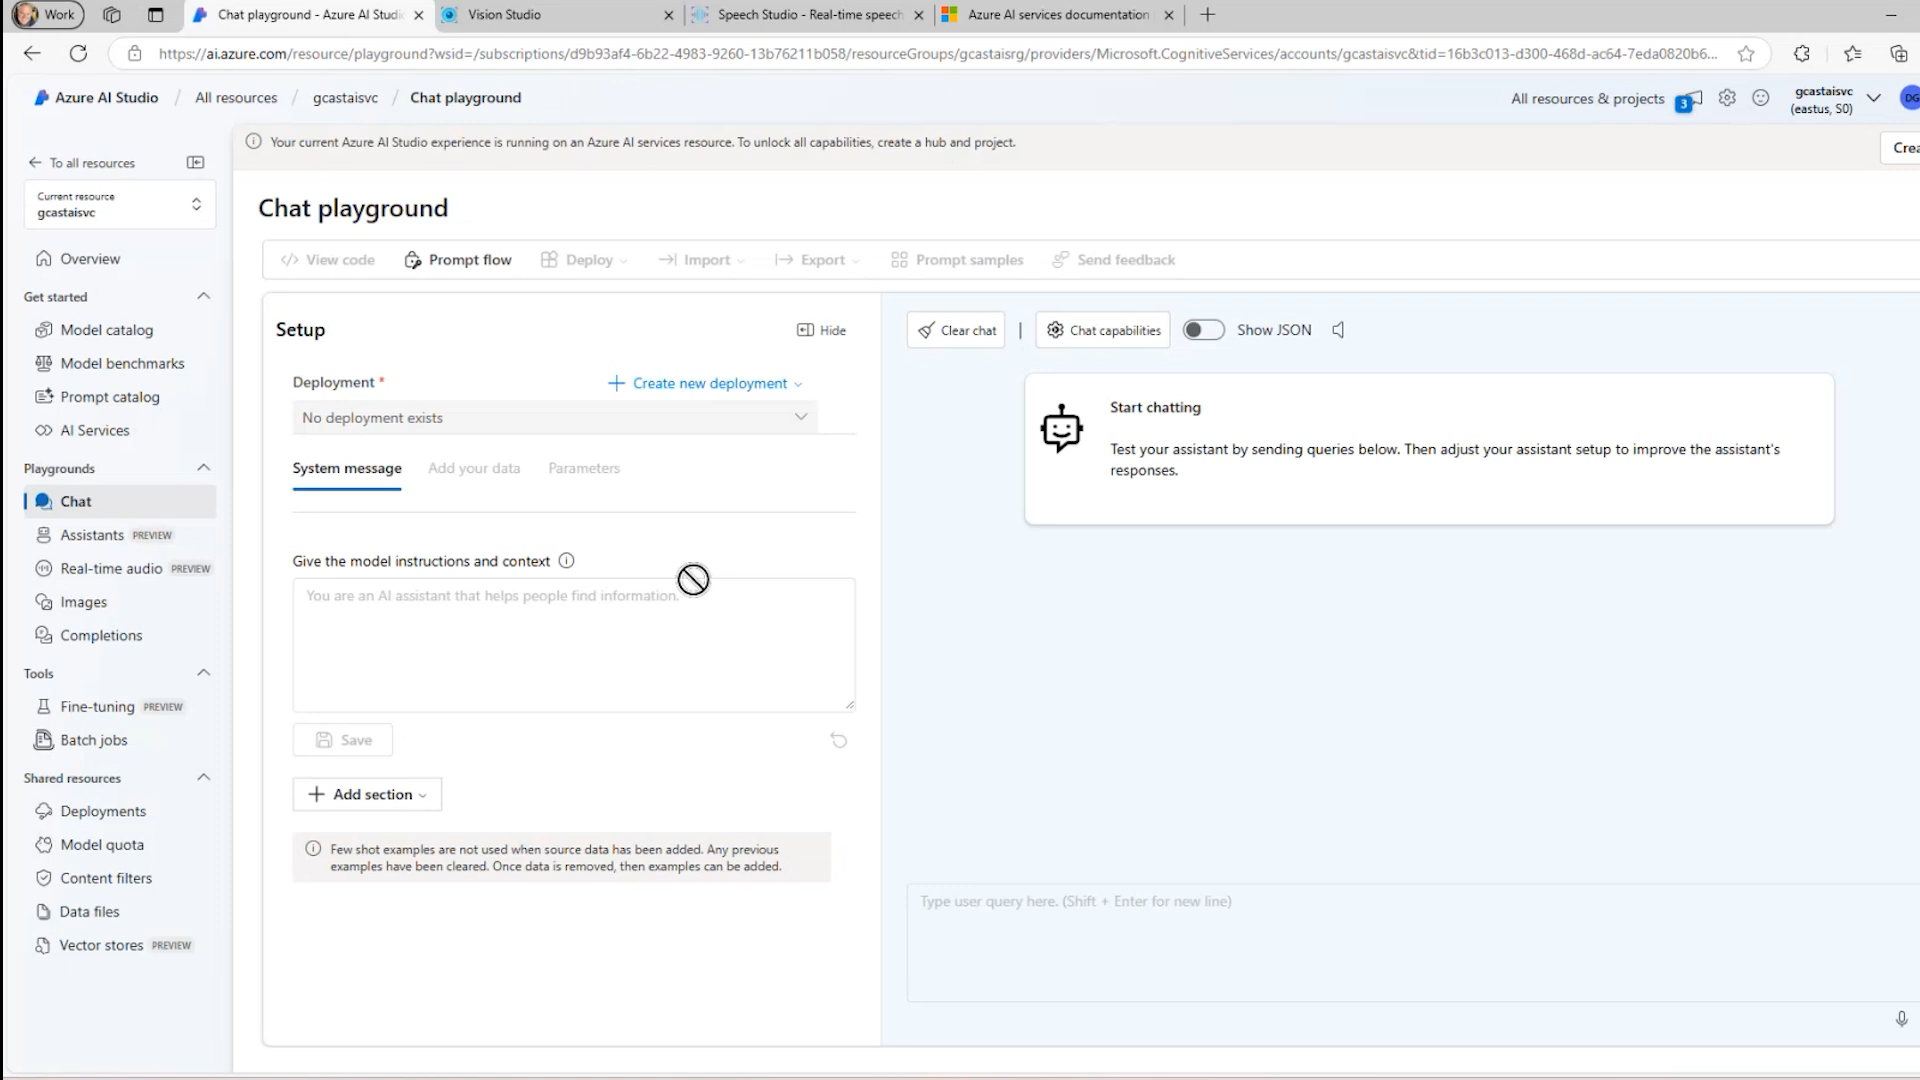 Work
Chat playground - Azure AI Studio
Vision Studio
Speech Studio - Real-time speech
Azure AI services documentation
https://ai.azure.com/resource/playground?wsid=/subscriptions/d9b93af4-6b22-4983-9260-13b76211b058/resourceGroups/gcastaisrg/providers/Microsoft.CognitiveServices/accounts/gcastaisvc&tid=16b3c013-d300-468d-ac64-7eda0820b6...
Azure AI Studio / All resources / gcastaisvc / Chat playground
All resources & projects
3
gcastaisvc
(eastus, S0)
DG
Your current Azure AI Studio experience is running on an Azure AI services resource. To unlock all capabilities, create a hub and project.
Crea
To all resources
Current resource
gcastaisvc
Overview
Get started
Model catalog
Model benchmarks
Prompt catalog
AI Services
Playgrounds
Chat
Assistants PREVIEW
Real-time audio PREVIEW
Images
Completions
Tools
Fine-tuning PREVIEW
Batch jobs
Shared resources
Deployments
Model quota
Content filters
Data files
Vector stores PREVIEW
Chat playground
View code
Prompt flow
Deploy
Import
Export
Prompt samples
Send feedback
Setup
Hide
Deployment *
Create new deployment
No deployment exists
System message
Add your data
Parameters
Give the model instructions and context
You are an AI assistant that helps people find information.
Save
Add section
Few shot examples are not used when source data has been added. Any previous
examples have been cleared. Once data is removed, then examples can be added.
Clear chat
Chat capabilities
Show JSON
Start chatting
Test your assistant by sending queries below. Then adjust your assistant setup to improve the assistant's
responses.
Type user query here. (Shift + Enter for new line)